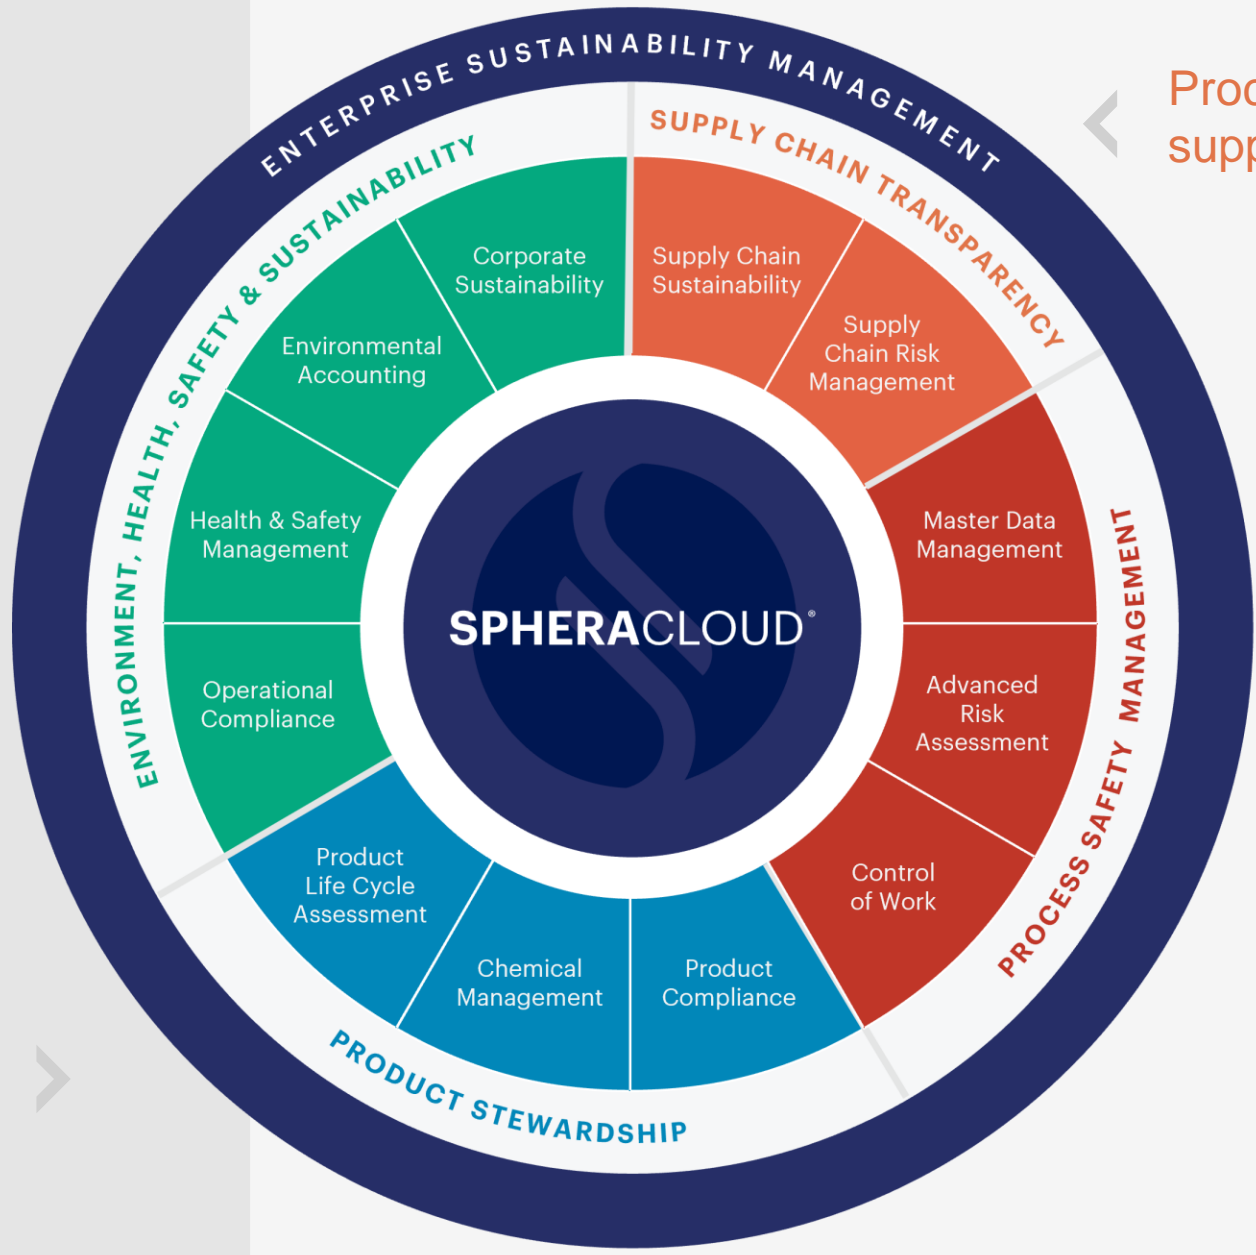 ENTERPRISE SUSTAINABILITY MANAGEMENT
SUPPLY CHAIN TRANSPARENCY
Supply Chain
Sustainability
Supply
Chain Risk
Management
PROCESS SAFETY MANAGEMENT
Master Data
Management
Advanced
Risk
Assessment
Control
of Work
PRODUCT STEWARDSHIP
Product
Compliance
Chemical
Management
Product
Life Cycle
Assessment
ENVIRONMENT, HEALTH, SAFETY & SUSTAINABILITY
Operational
Compliance
Health & Safety
Management
Environmental
Accounting
Corporate
Sustainability
SPHERACLOUD®